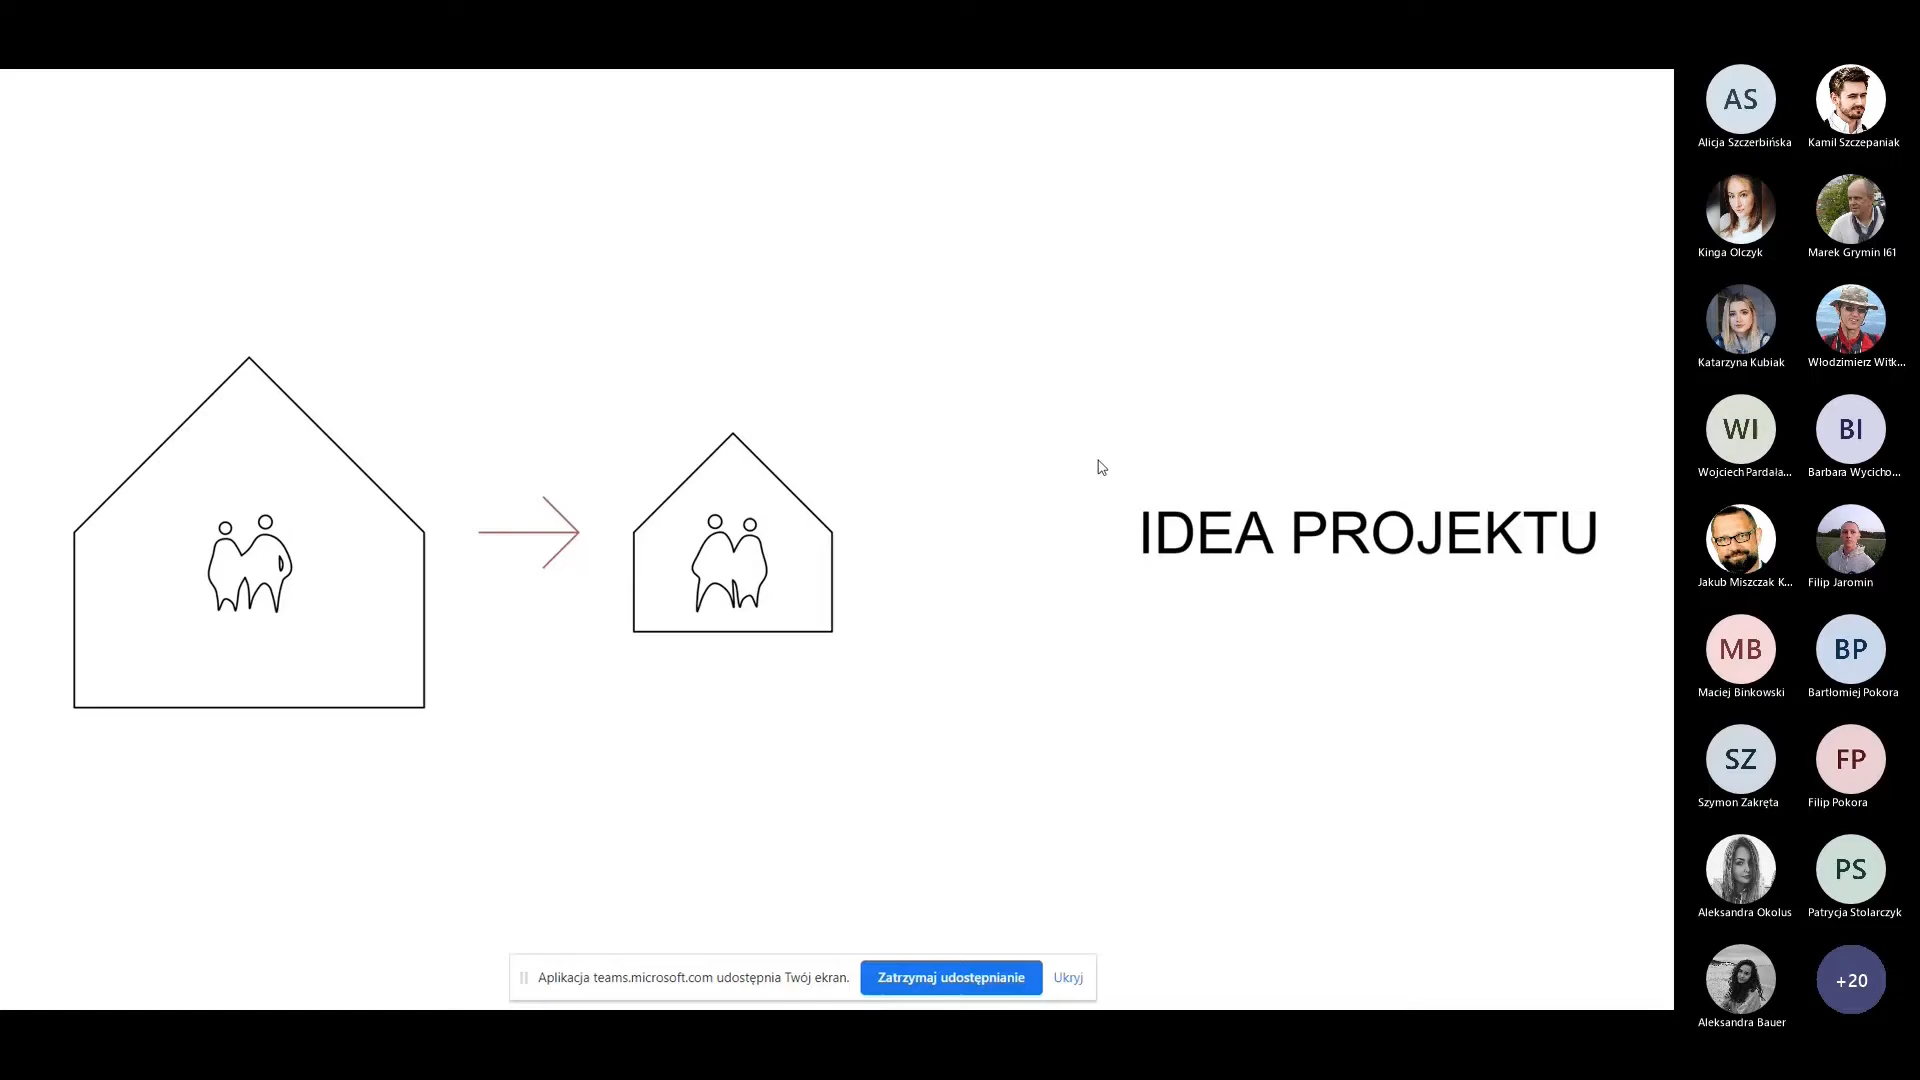 IDEA PROJEKTU
Aplikacja teams.microsoft.com udostępnia Twój ekran.
Zatrzymaj udostępnianie
Ukryj
AS
Alicja Szczerbińska
Kamil Szczepaniak
Kinga Olczyk
Marek Grymin I61
Katarzyna Kubiak
Włodzimierz Witk...
WI
Wojciech Pardała...
BI
Barbara Wycicho...
Jakub Miszczak K...
Filip Jaromin
MB
Maciej Binkowski
BP
Bartłomiej Pokora
SZ
Szymon Zakręta
FP
Filip Pokora
Aleksandra Okolus
PS
Patrycja Stolarczyk
Aleksandra Bauer
+20